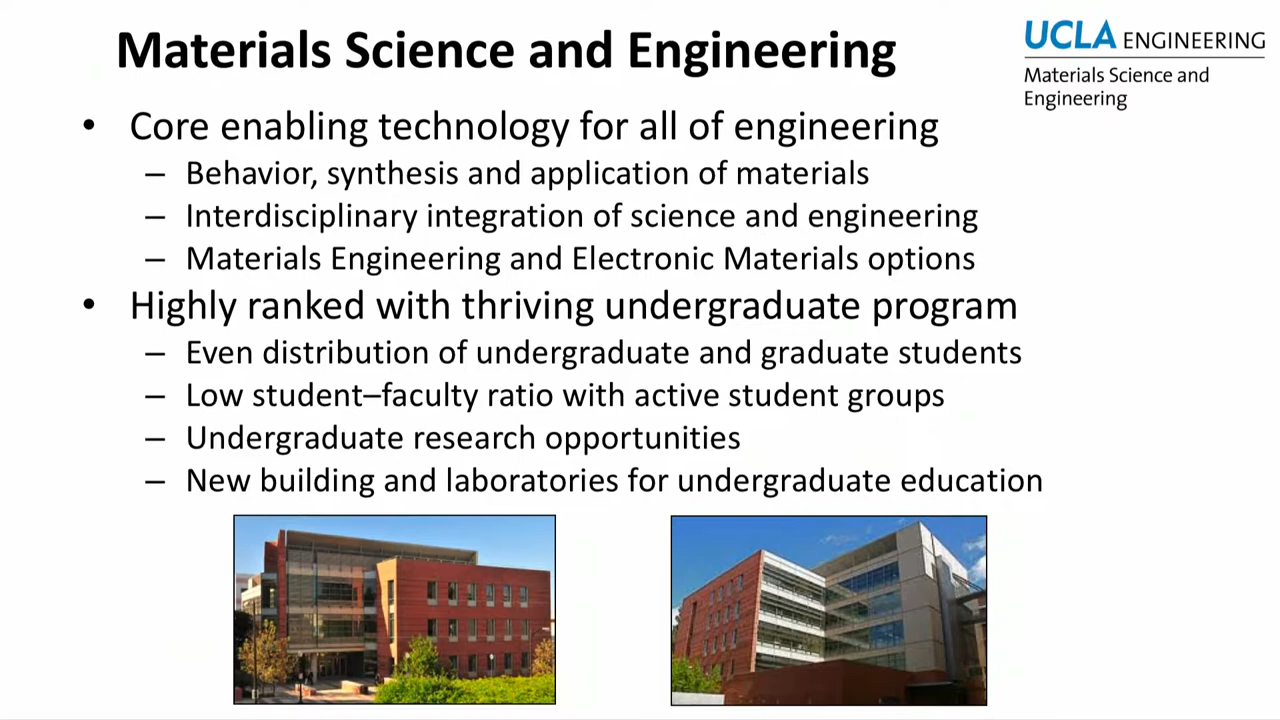 Materials Science and Engineering
UCLA ENGINEERING
Materials Science and
Engineering
• Core enabling technology for all of engineering
– Behavior, synthesis and application of materials
– Interdisciplinary integration of science and engineering
– Materials Engineering and Electronic Materials options
• Highly ranked with thriving undergraduate program
– Even distribution of undergraduate and graduate students
– Low student–faculty ratio with active student groups
– Undergraduate research opportunities
– New building and laboratories for undergraduate education